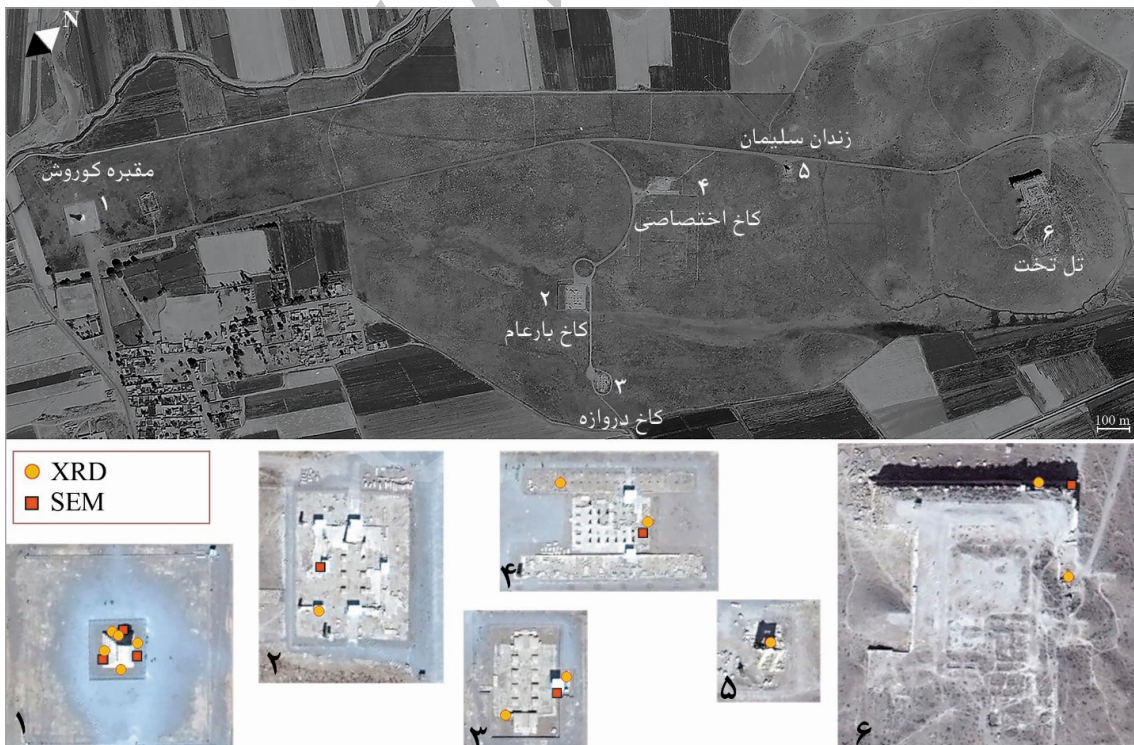 N
زندان سلیمان
۵
مقبره کوروش
۱
۴
کاخ اختصاصی
۶
تل تخت
۲
کاخ بارعام
۳
کاخ دروازه
100 m
XRD
SEM
۱
۲
۳
۴
۵
۶